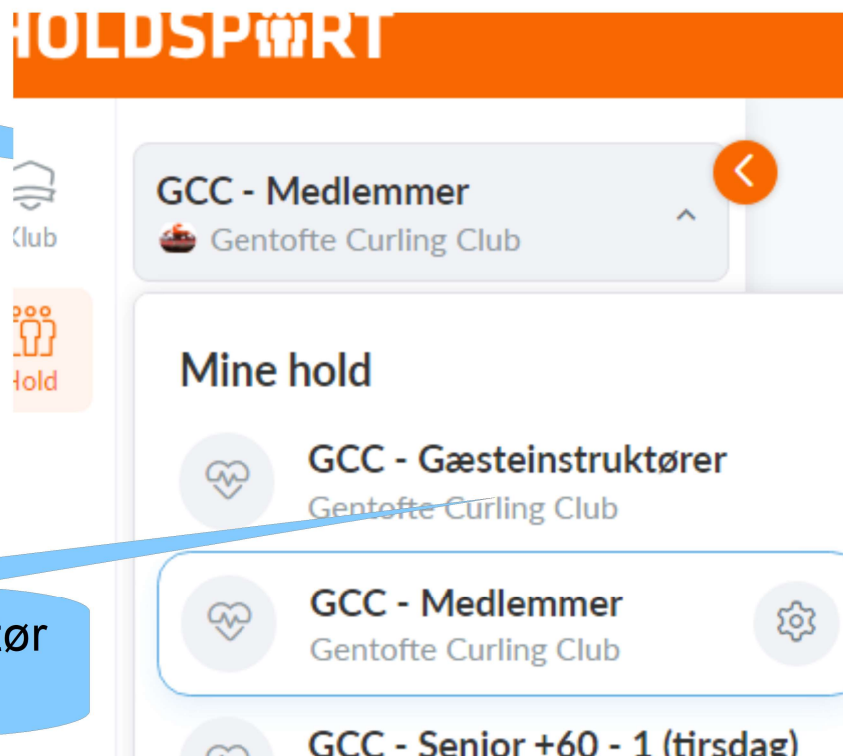 HOLDSPORT
GCC - Medlemmer
Gentofte Curling Club
Klub
Hold
Mine hold
GCC - Gæsteinstruktører
Gentofte Curling Club
GCC - Medlemmer
Gentofte Curling Club
GCC - Senior +60 - 1 (tirsdag)